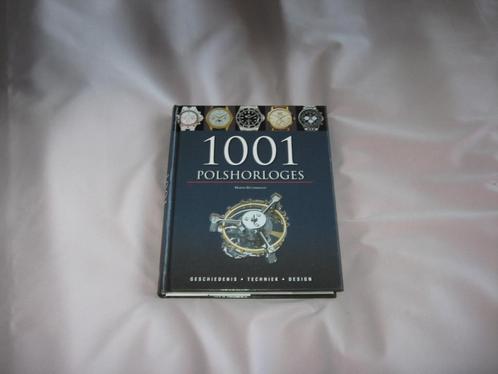 1001
POLSHORLOGES
GESCHIEDENIS • TECHNIEK • DESIGN